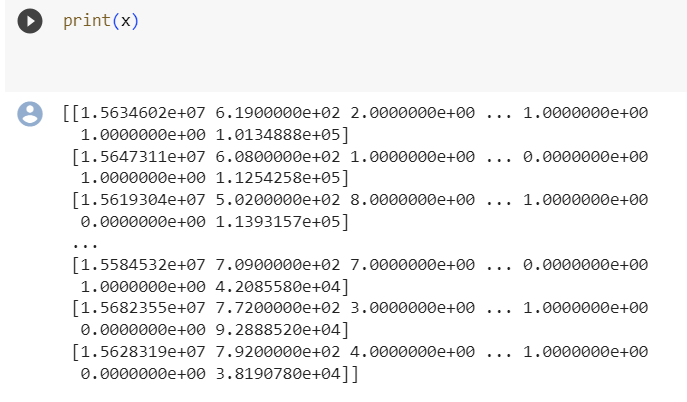 print(x)
[[1.5634602e+07 6.1900000e+02 2.0000000e+00 ... 1.0000000e+00
1.0000000e+00 1.0134888e+05]
[1.5647311e+07 6.0800000e+02 1.0000000e+00 ... 0.0000000e+00
1.0000000e+00 1.1254258e+05]
[1.5619304e+07 5.0200000e+02 8.0000000e+00 ... 1.0000000e+00
0.0000000e+00 1.1393157e+05]
...
[1.5584532e+07 7.0900000e+02 7.0000000e+00 ... 0.0000000e+00
1.0000000e+00 4.2085580e+04]
[1.5682355e+07 7.7200000e+02 3.0000000e+00 ... 1.0000000e+00
0.0000000e+00 9.2888520e+04]
[1.5628319e+07 7.9200000e+02 4.0000000e+00 ... 1.0000000e+00
0.0000000e+00 3.8190780e+04]]